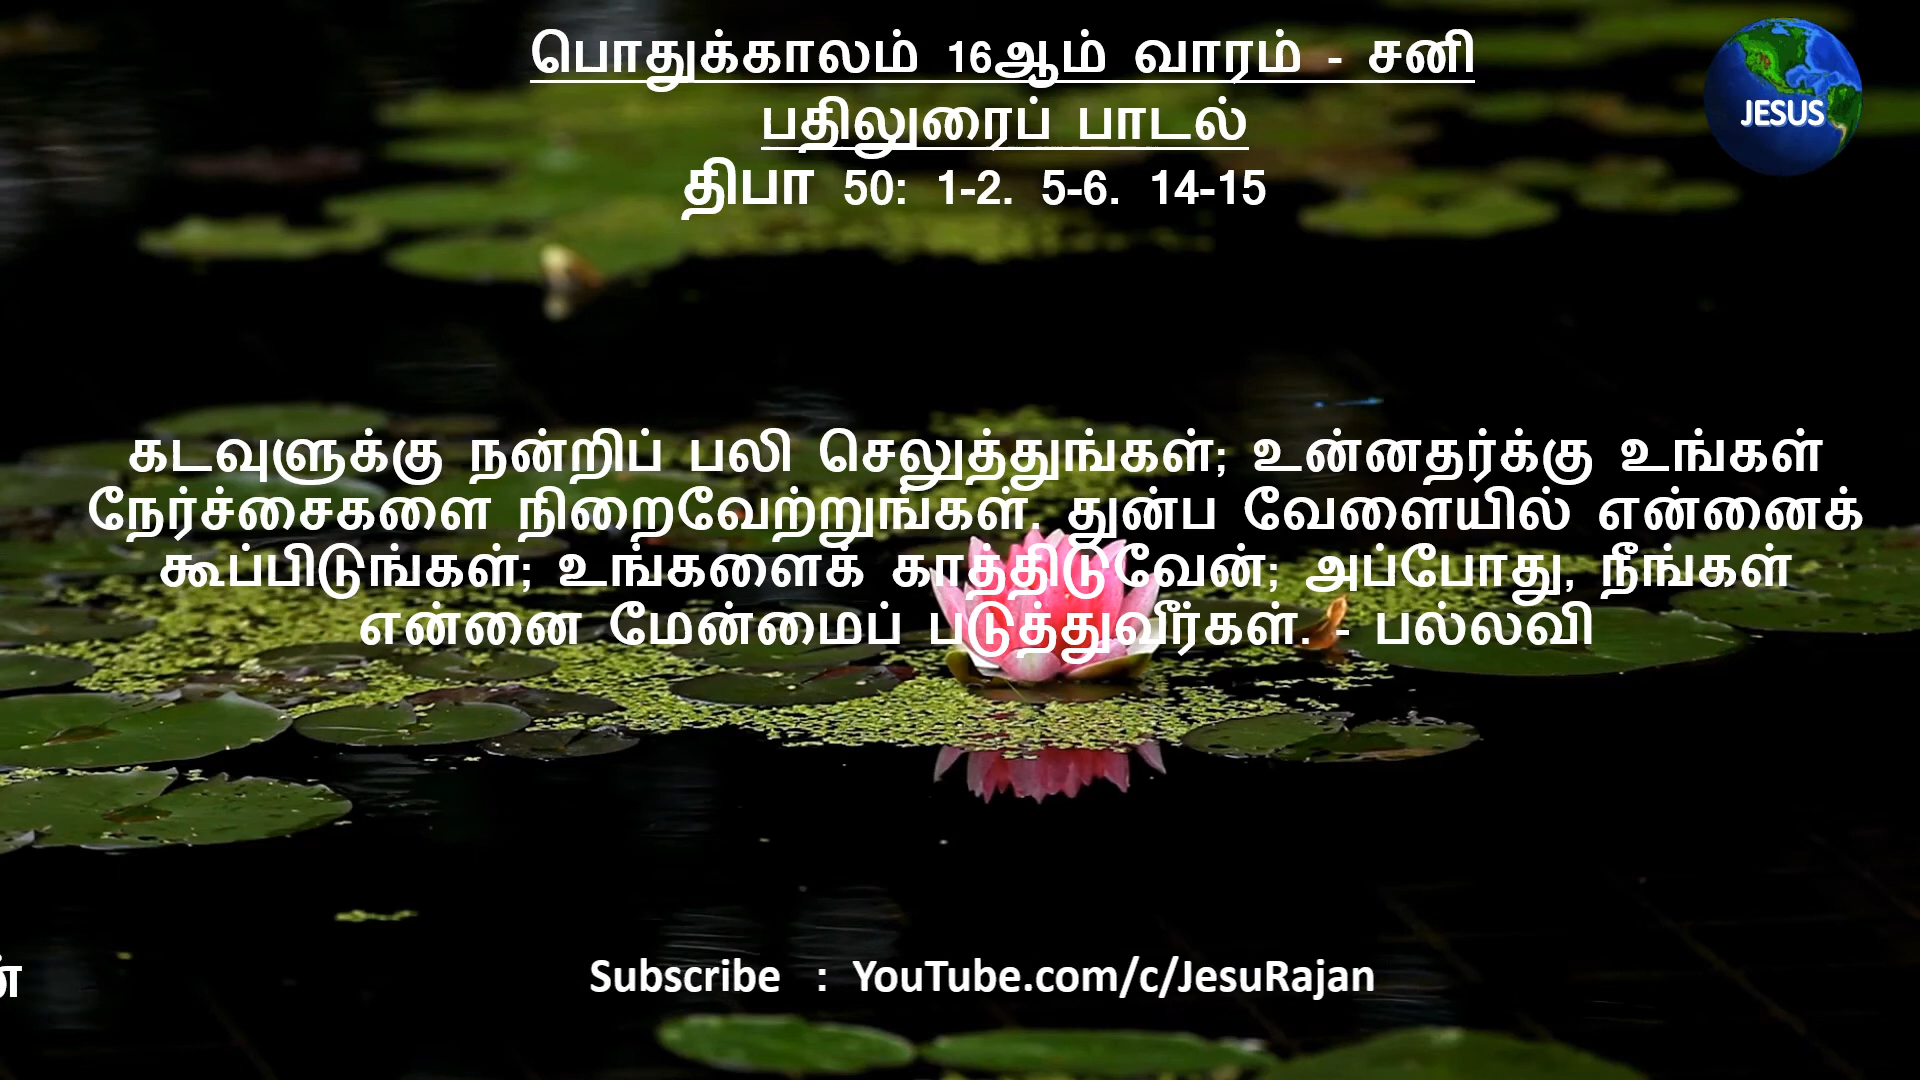 பொதுக்காலம் 16ஆம் வாரம் - சனி
பதிலுரைப் பாடல்
திபா 50: 1-2. 5-6. 14-15
JESUS
கடவுளுக்கு நன்றிப் பலி செலுத்துங்கள்; உன்னதர்க்கு உங்கள்
நேர்ச்சைகளை நிறைவேற்றுங்கள். துன்ப வேளையில் என்னைக்
கூப்பிடுங்கள்; உங்களைக் காத்திடுவேன்; அப்போது, நீங்கள்
என்னை மேன்மைப் படுத்துவீர்கள். - பல்லவி
Subscribe : YouTube.com/c/JesuRajan